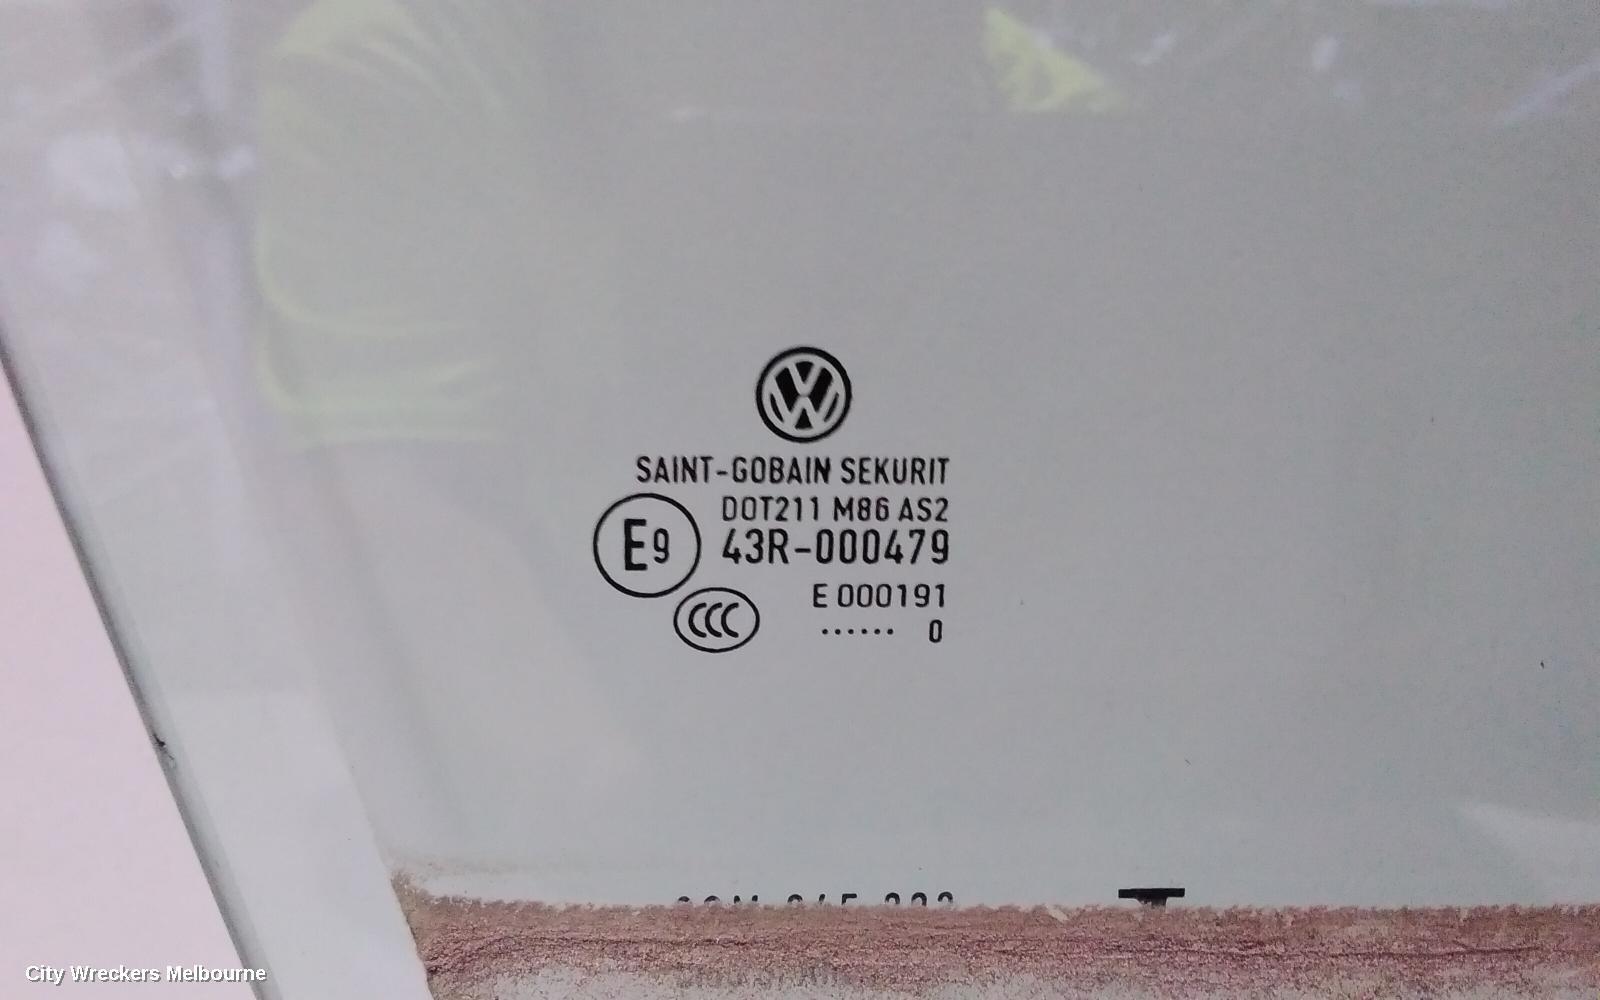 SAINT-GOBAIN SEKURIT
DOT211 M86 AS2
E9 43R-000479
E 000191
CCC ...... 0
City Wreckers Melbourne